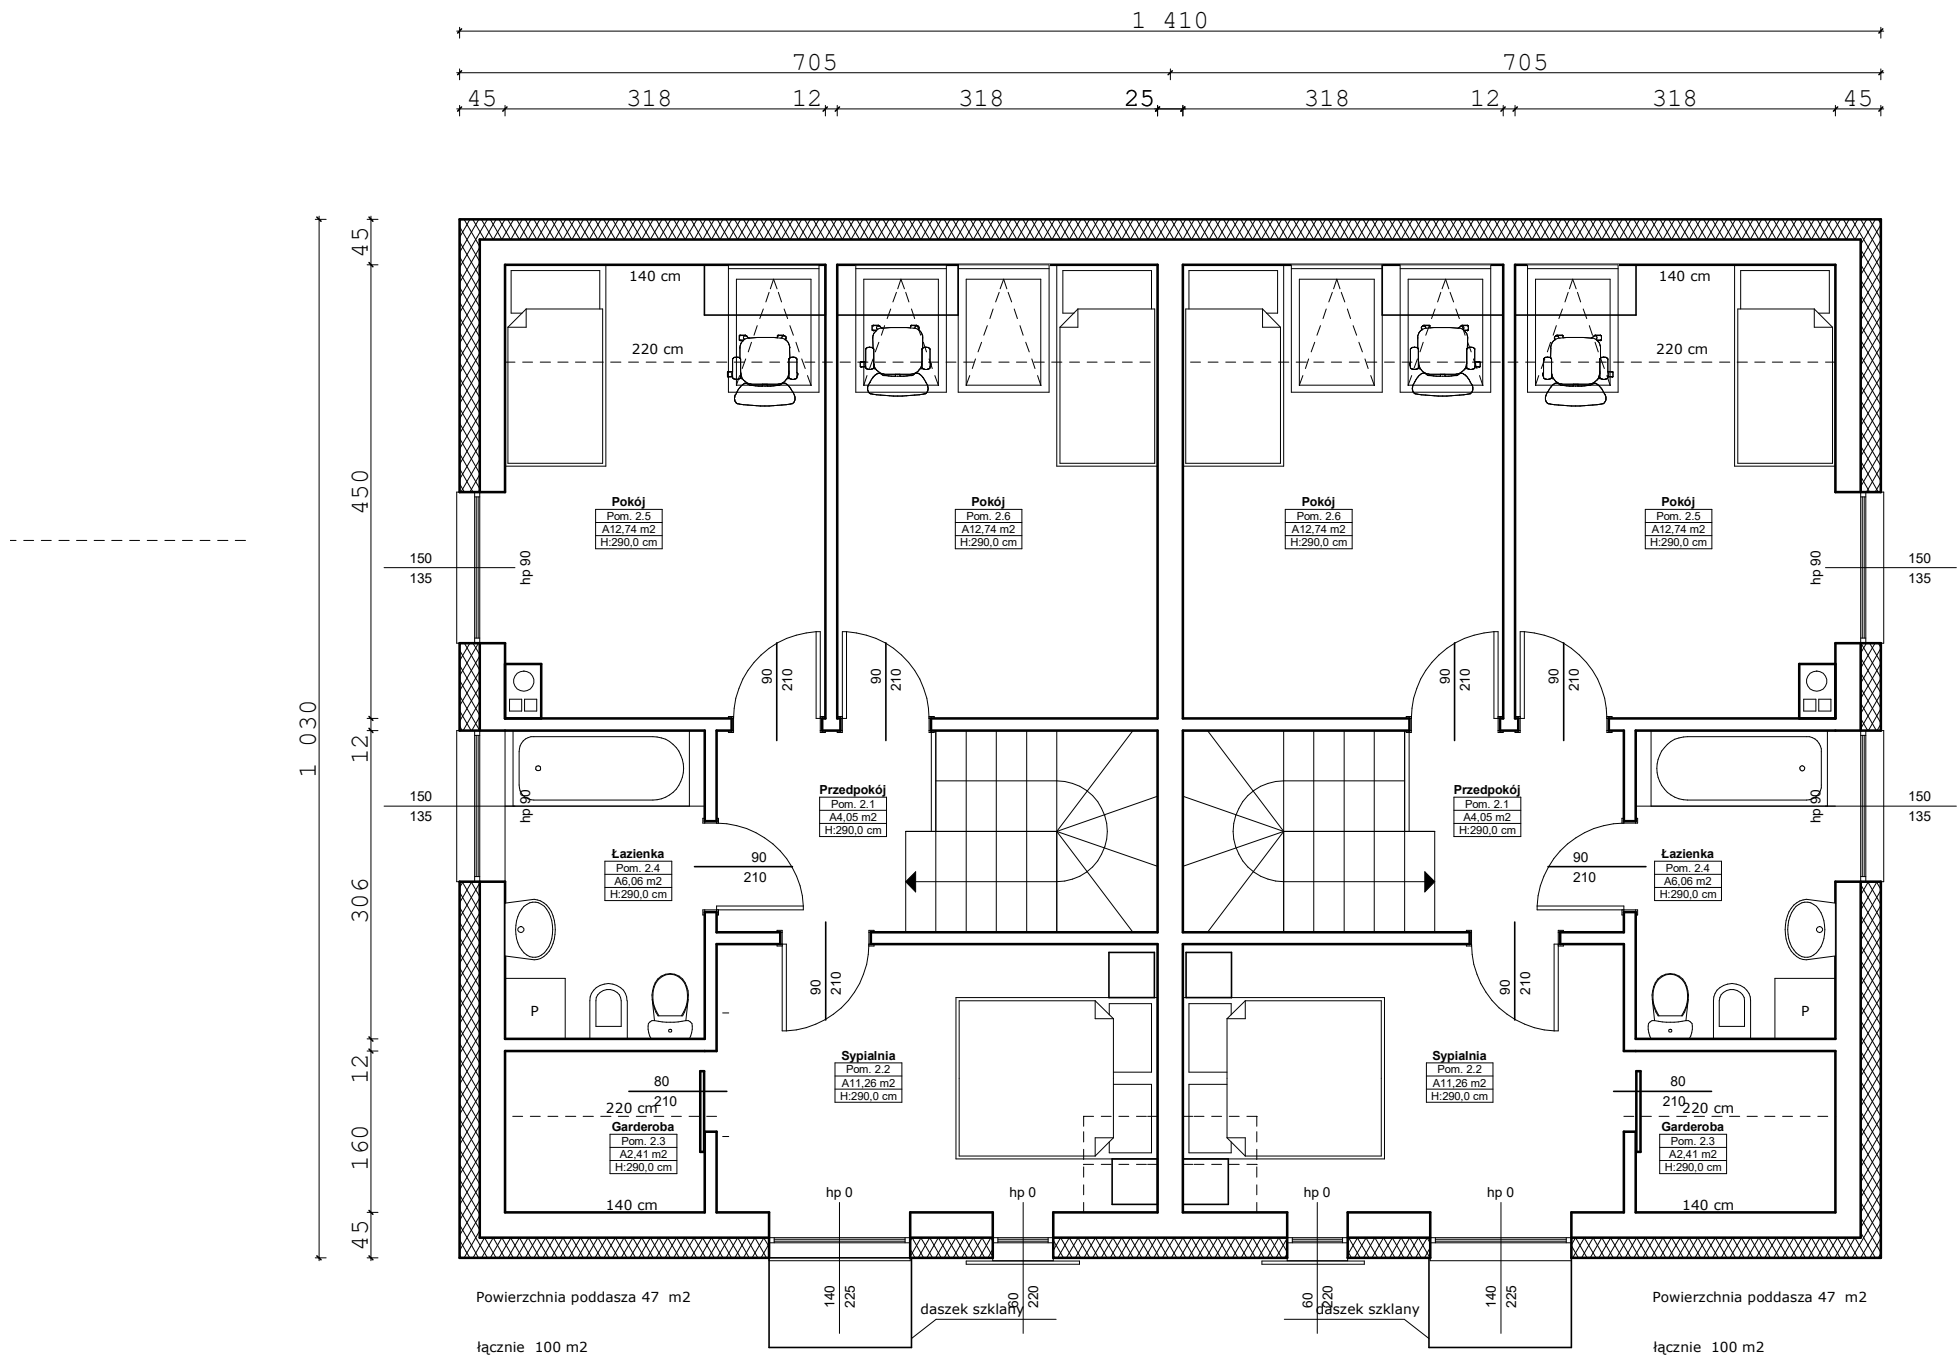 1 410
705 705
45 318 12 318 25 318 12 318 45
45
450
12
306
12
160
45
1 030
140 cm
140 cm
220 cm
220 cm
Pokój
Pom. 2.5
A12,74 m2
H:290,0 cm
Pokój
Pom. 2.6
A12,74 m2
H:290,0 cm
Pokój
Pom. 2.6
A12,74 m2
H:290,0 cm
Pokój
Pom. 2.5
A12,74 m2
H:290,0 cm
150
135
hp 90
hp 90
150
135
90
210
90
210
90
210
90
210
150
135
hp 90
hp 90
150
135
Przedpokój
Pom. 2.1
A4,05 m2
H:290,0 cm
Przedpokój
Pom. 2.1
A4,05 m2
H:290,0 cm
Łazienka
Pom. 2.4
A6,06 m2
H:290,0 cm
90
210
90
210
Łazienka
Pom. 2.4
A6,06 m2
H:290,0 cm
90
210
90
210
P
P
Sypialnia
Pom. 2.2
A11,26 m2
H:290,0 cm
Sypialnia
Pom. 2.2
A11,26 m2
H:290,0 cm
80
210
220 cm
80
210
220 cm
Garderoba
Pom. 2.3
A2,41 m2
H:290,0 cm
Garderoba
Pom. 2.3
A2,41 m2
H:290,0 cm
140 cm
hp 0
hp 0
hp 0
hp 0
140 cm
140
225
60
220
60
220
140
225
daszek szklany
daszek szklany
Powierzchnia poddasza 47 m2
Powierzchnia poddasza 47 m2
łącznie 100 m2
łącznie 100 m2